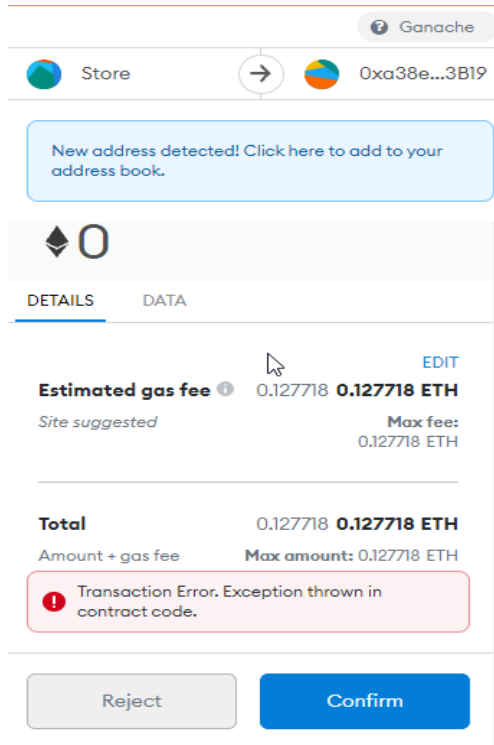 Ganache
Store
0xa38e...3B19
New address detected! Click here to add to your
address book.
0
DETAILS DATA
EDIT
Estimated gas fee 0.127718 0.127718 ETH
Site suggested Max fee:
0.127718 ETH
Total 0.127718 0.127718 ETH
Amount + gas fee Max amount: 0.127718 ETH
Transaction Error. Exception thrown in
contract code.
Reject Confirm